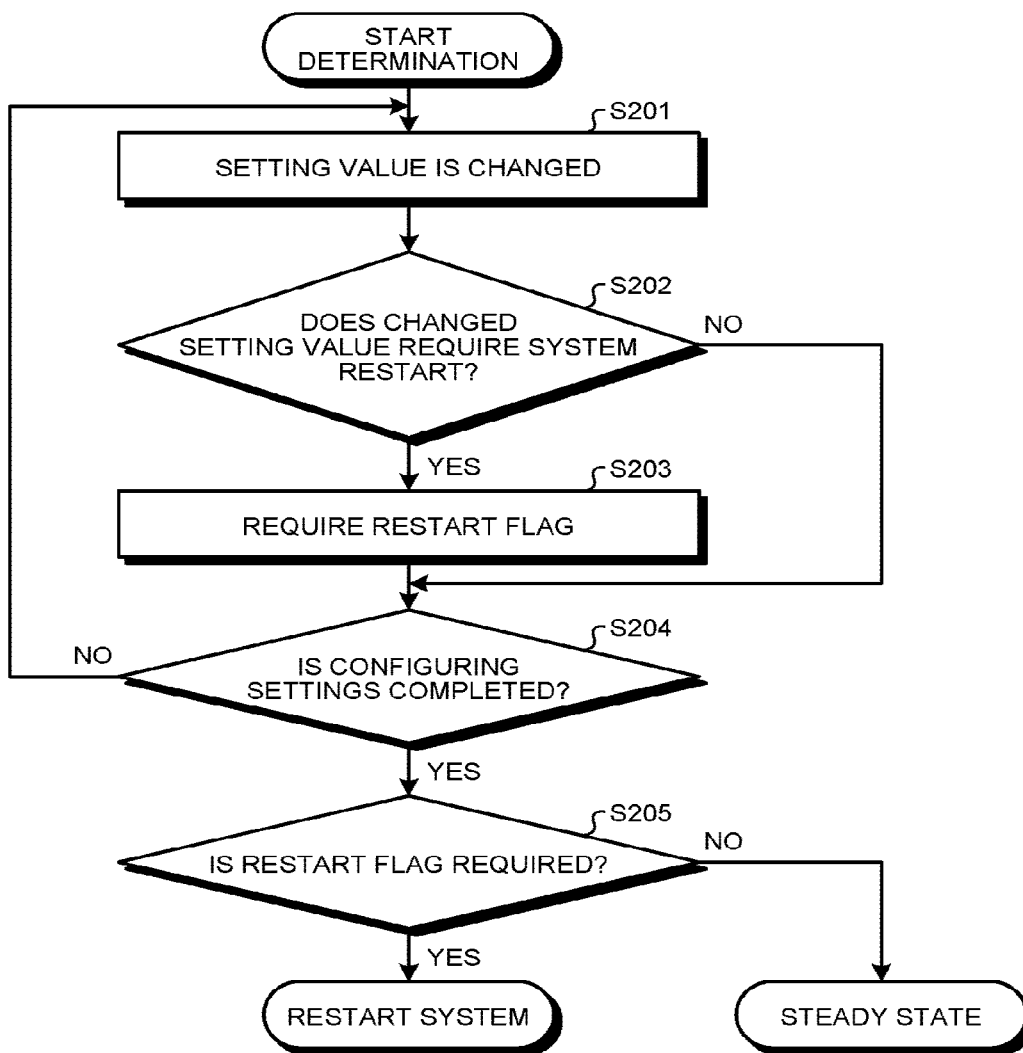 START
DETERMINATION
S201
SETTING VALUE IS CHANGED
S202
DOES CHANGED
SETTING VALUE REQUIRE SYSTEM
RESTART?
NO
YES
S203
REQUIRE RESTART FLAG
S204
NO
IS CONFIGURING
SETTINGS COMPLETED?
YES
S205
NO
IS RESTART FLAG REQUIRED?
YES
RESTART SYSTEM
STEADY STATE